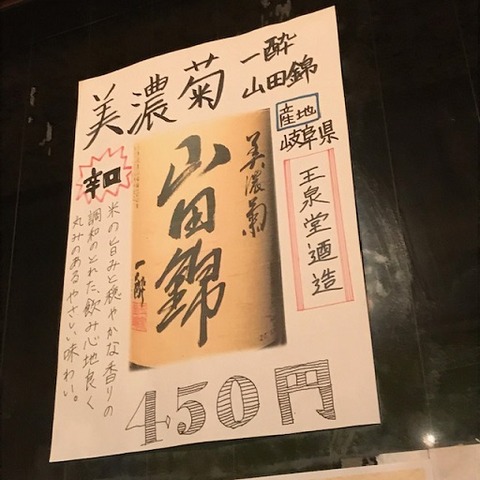 美濃菊
一酔
山田錦
産地
岐阜県
玉泉堂酒造
辛口
美濃菊
山田錦
一酔
米の旨みと穏やかな香りの
調和のとれた、飲み心地良く
丸みのあるやさしい味わい。
450円